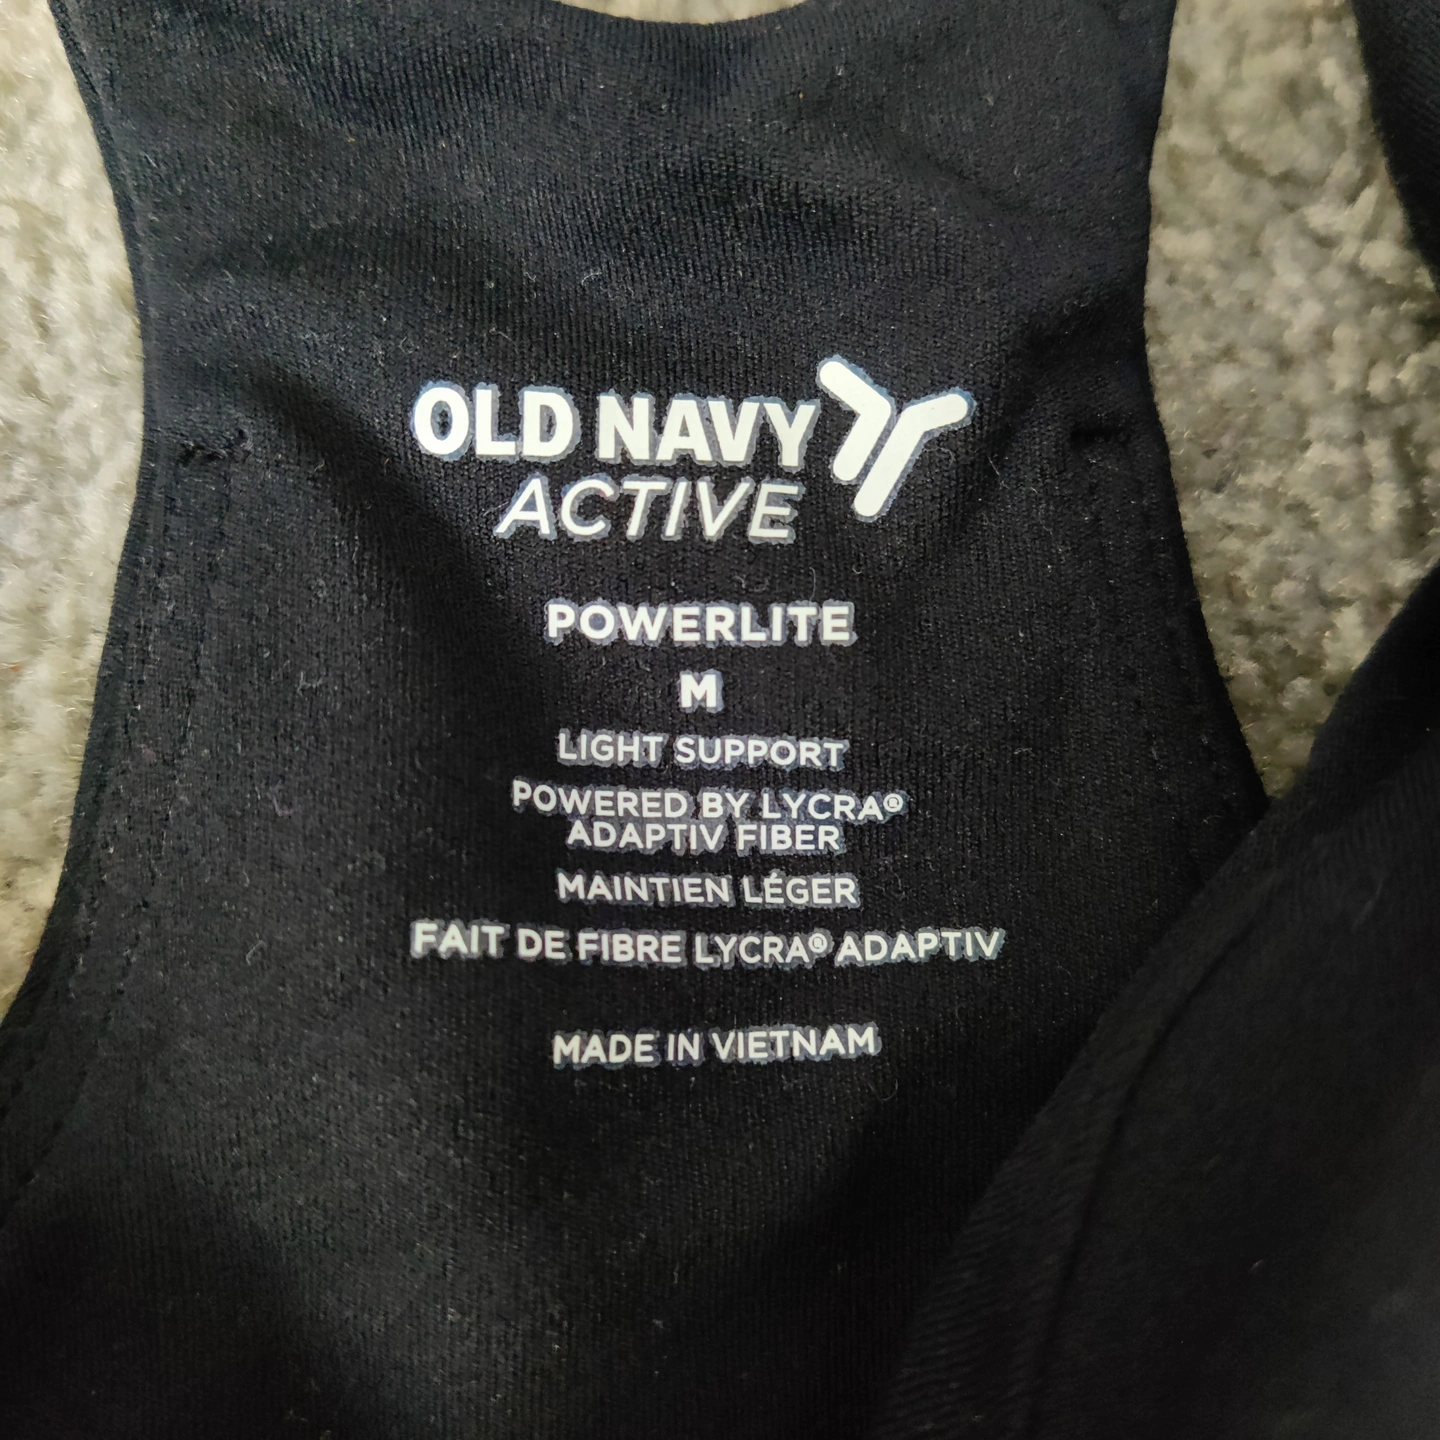 OLD NAVY
ACTIVE
POWERLITE
M
LIGHT SUPPORT
POWERED BY LYCRA®
ADAPTIV FIBER
MAINTIEN LÉGER
FAIT DE FIBRE LYCRA® ADAPTIV
MADE IN VIETNAM